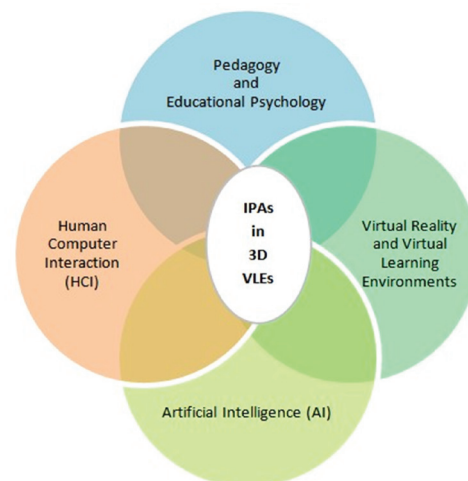 Pedagogy
and
Educational Psychology
Human
Computer
Interaction
(HCI)
IPAs
in
3D
VLEs
Virtual Reality
and Virtual
Learning
Environments
Artificial Intelligence (AI)